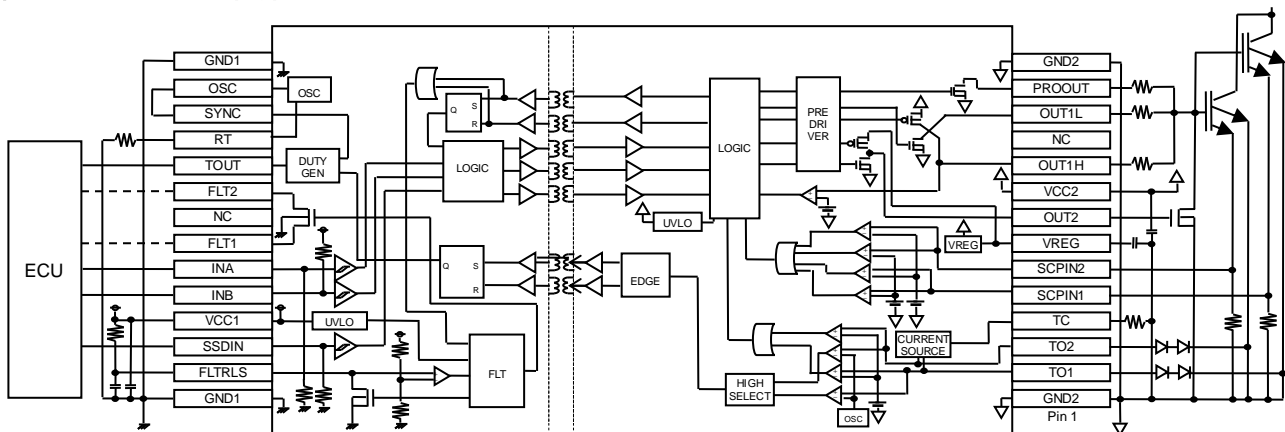 ECU
GND1
OSC
SYNC
RT
TOUT
FLT2
NC
FLT1
INA
INB
VCC1
SSDIN
FLTRLS
GND1
OSC
DUTY
GEN
UVLO
Q
S
R
LOGIC
Q
S
R
FLT
LOGIC
PRE
DRI
VER
UVLO
VREG
EDGE
HIGH
SELECT
CURRENT
SOURCE
OSC
GND2
PROOUT
OUT1L
NC
OUT1H
VCC2
OUT2
VREG
SCPIN2
SCPIN1
TC
TO2
TO1
GND2
Pin 1